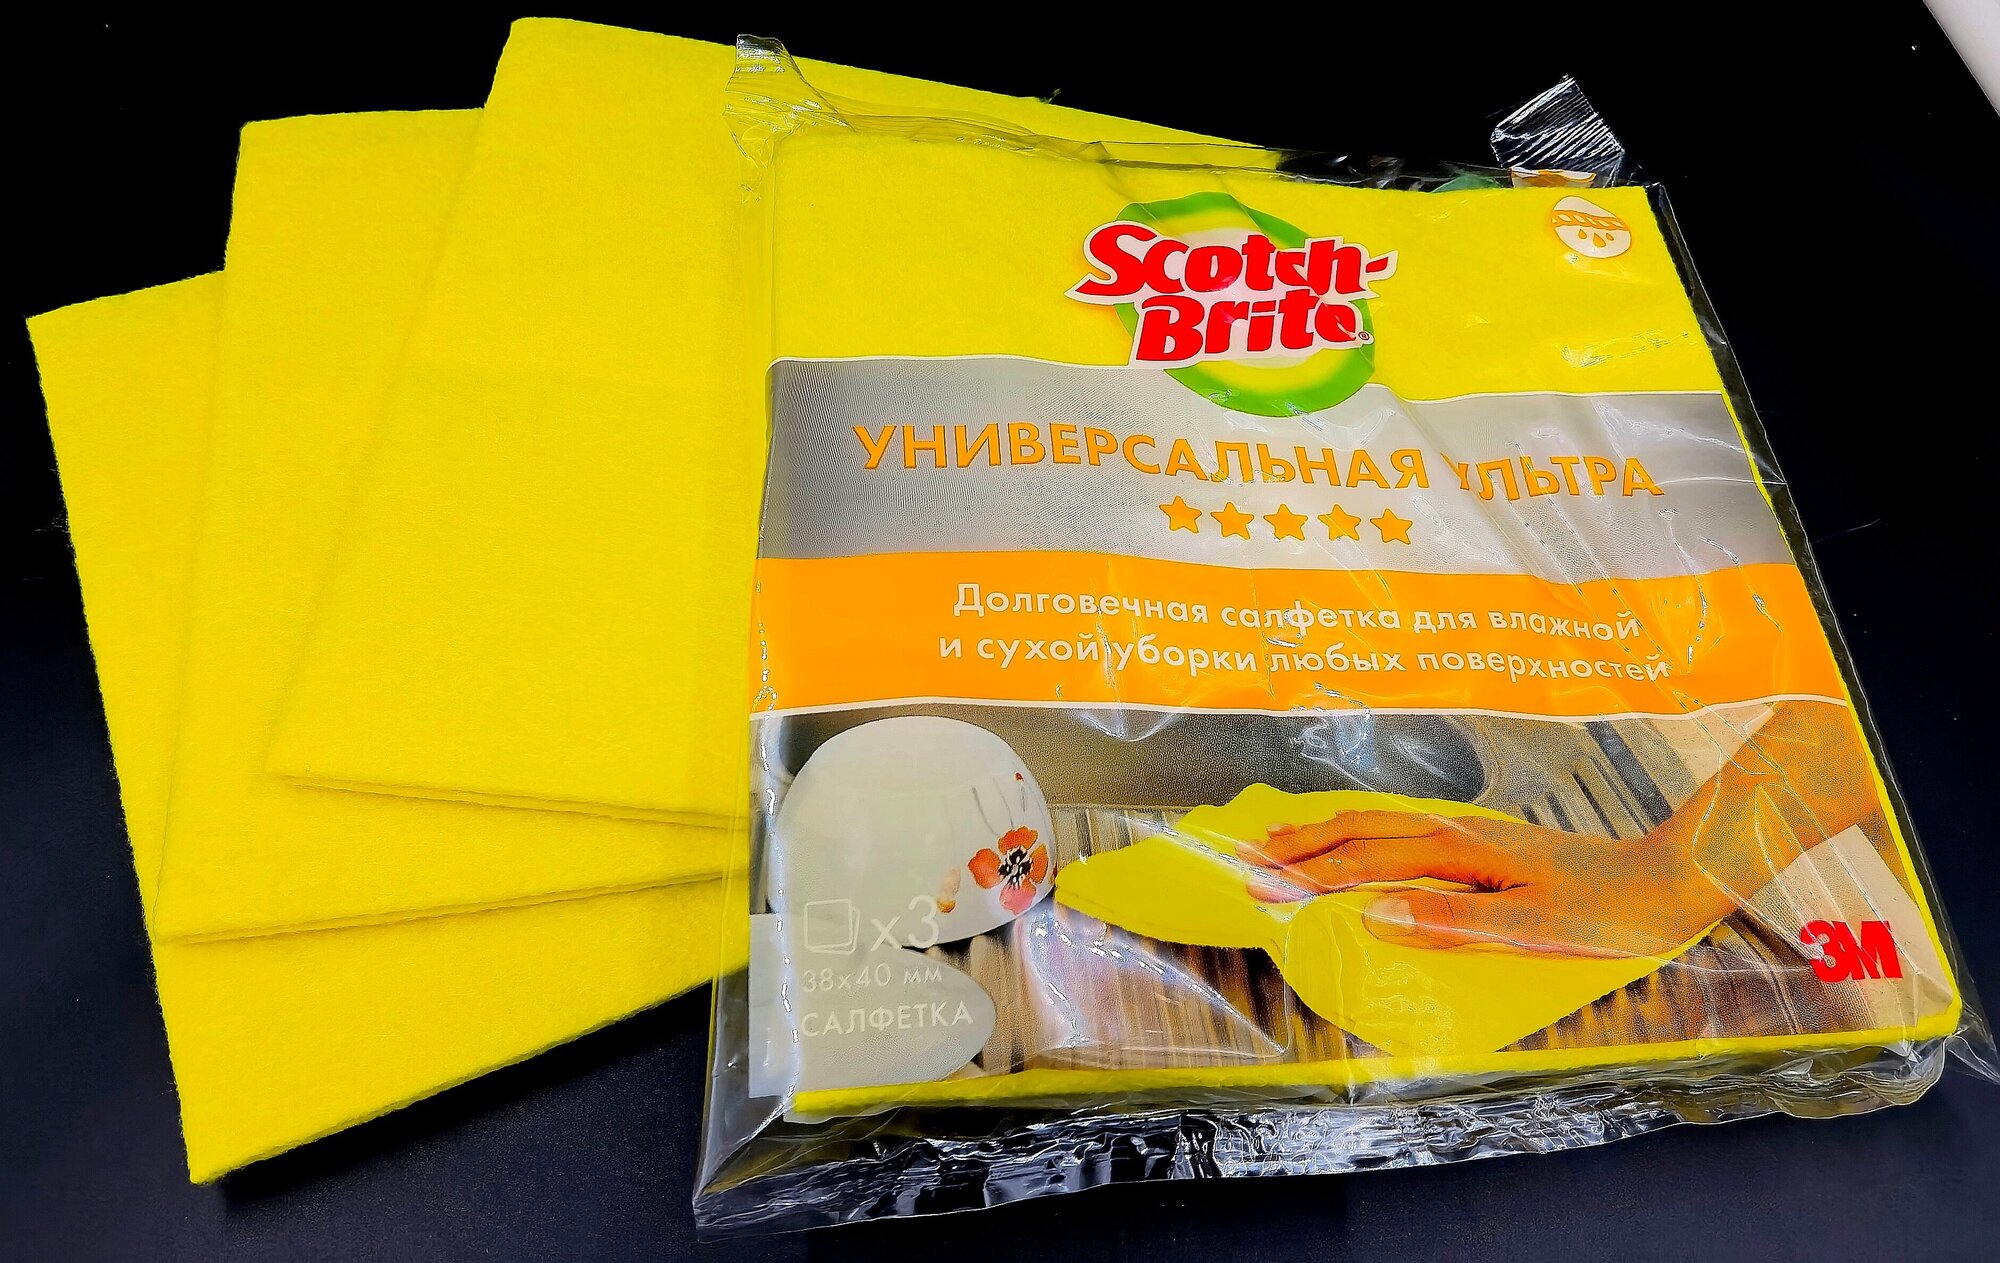 Scotch-
Brite®
УНИВЕРСАЛЬНАЯ УЛЬТРА
Долговечная салфетка для влажной
и сухой уборки любых поверхностей
x3
38x40 мм
САЛФЕТКА
3M